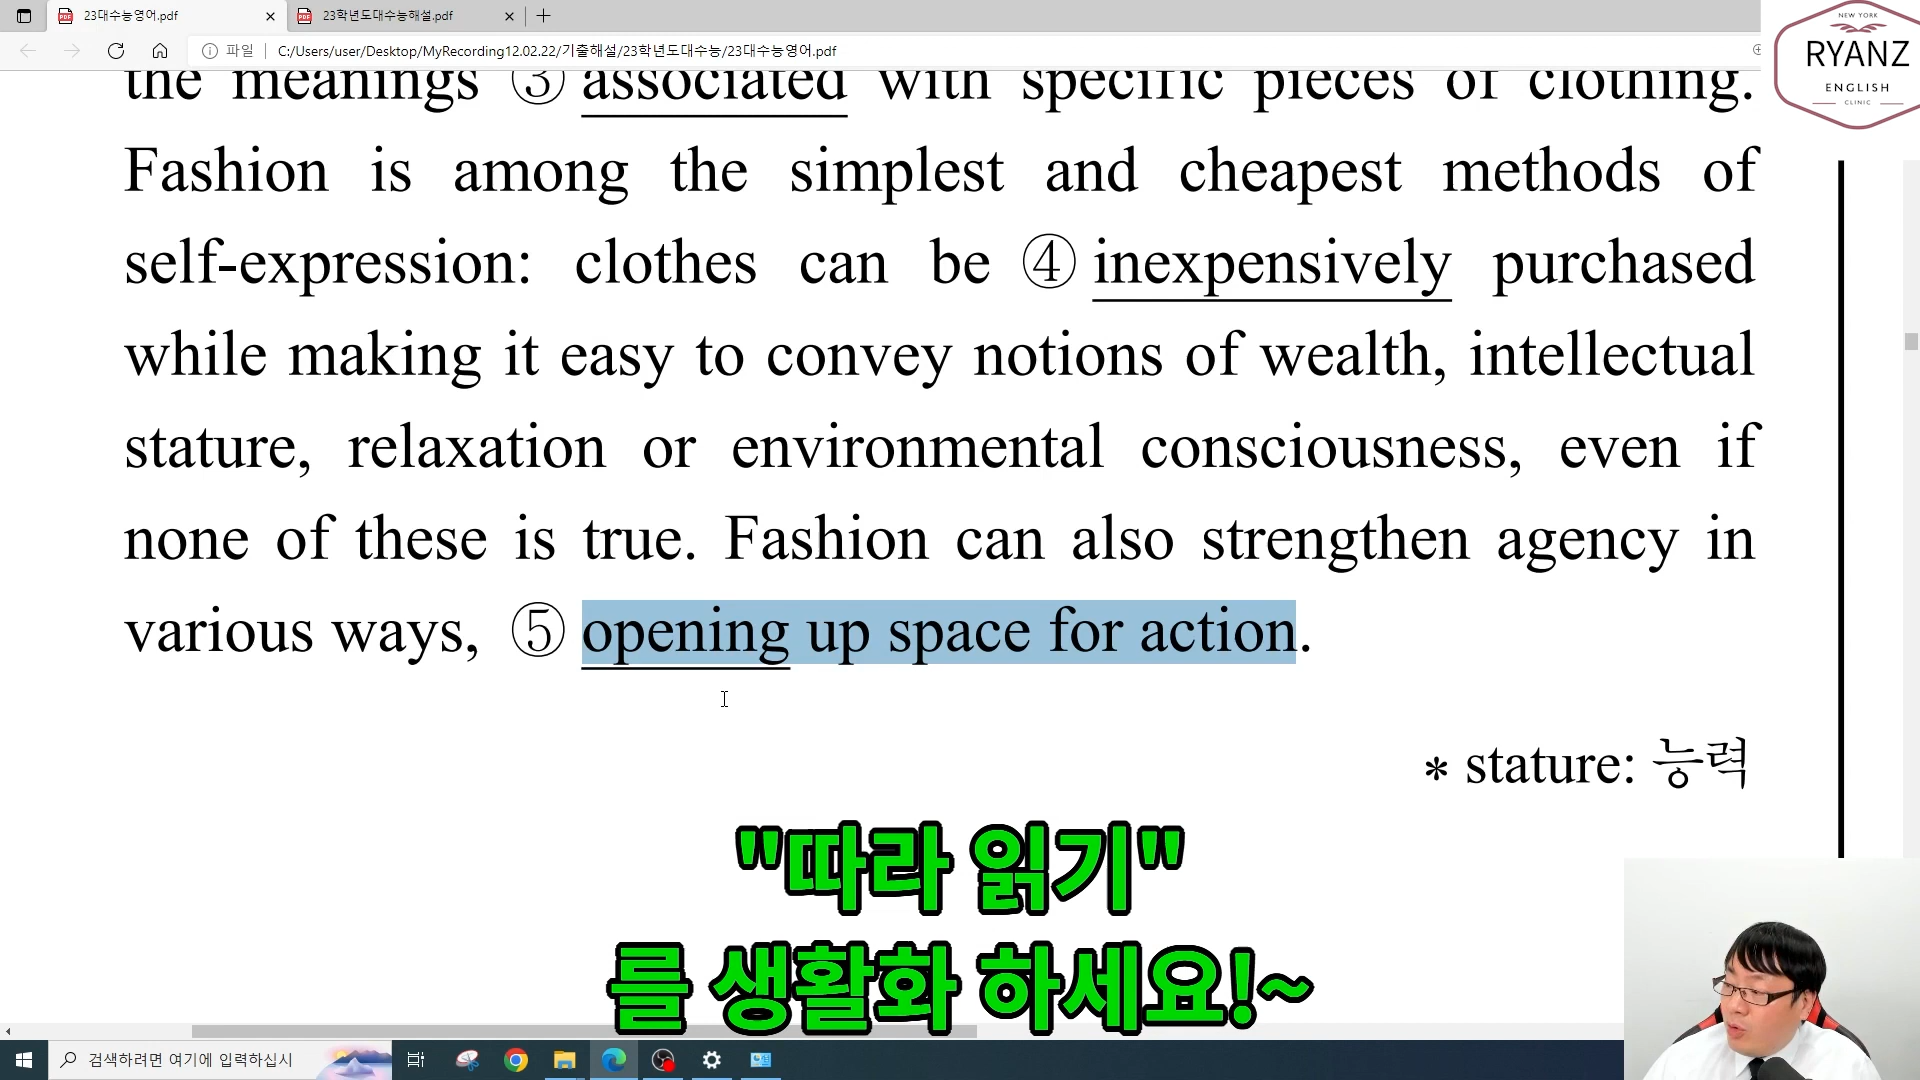 23대수능영어.pdf
23학년도대수능해설.pdf
파일 C:/Users/user/Desktop/MyRecording12.02.22/기출해설/23학년도대수능/23대수능영어.pdf
NEW YORK
RYANZ
ENGLISH
CLINIC
the meanings ③ associated with specific pieces of clothing.
Fashion is among the simplest and cheapest methods of
self-expression: clothes can be ④ inexpensively purchased
while making it easy to convey notions of wealth, intellectual
stature, relaxation or environmental consciousness, even if
none of these is true. Fashion can also strengthen agency in
various ways, ⑤ opening up space for action.
* stature: 능력
"따라 읽기"
를 생활화 하세요!~
검색하려면 여기에 입력하십시